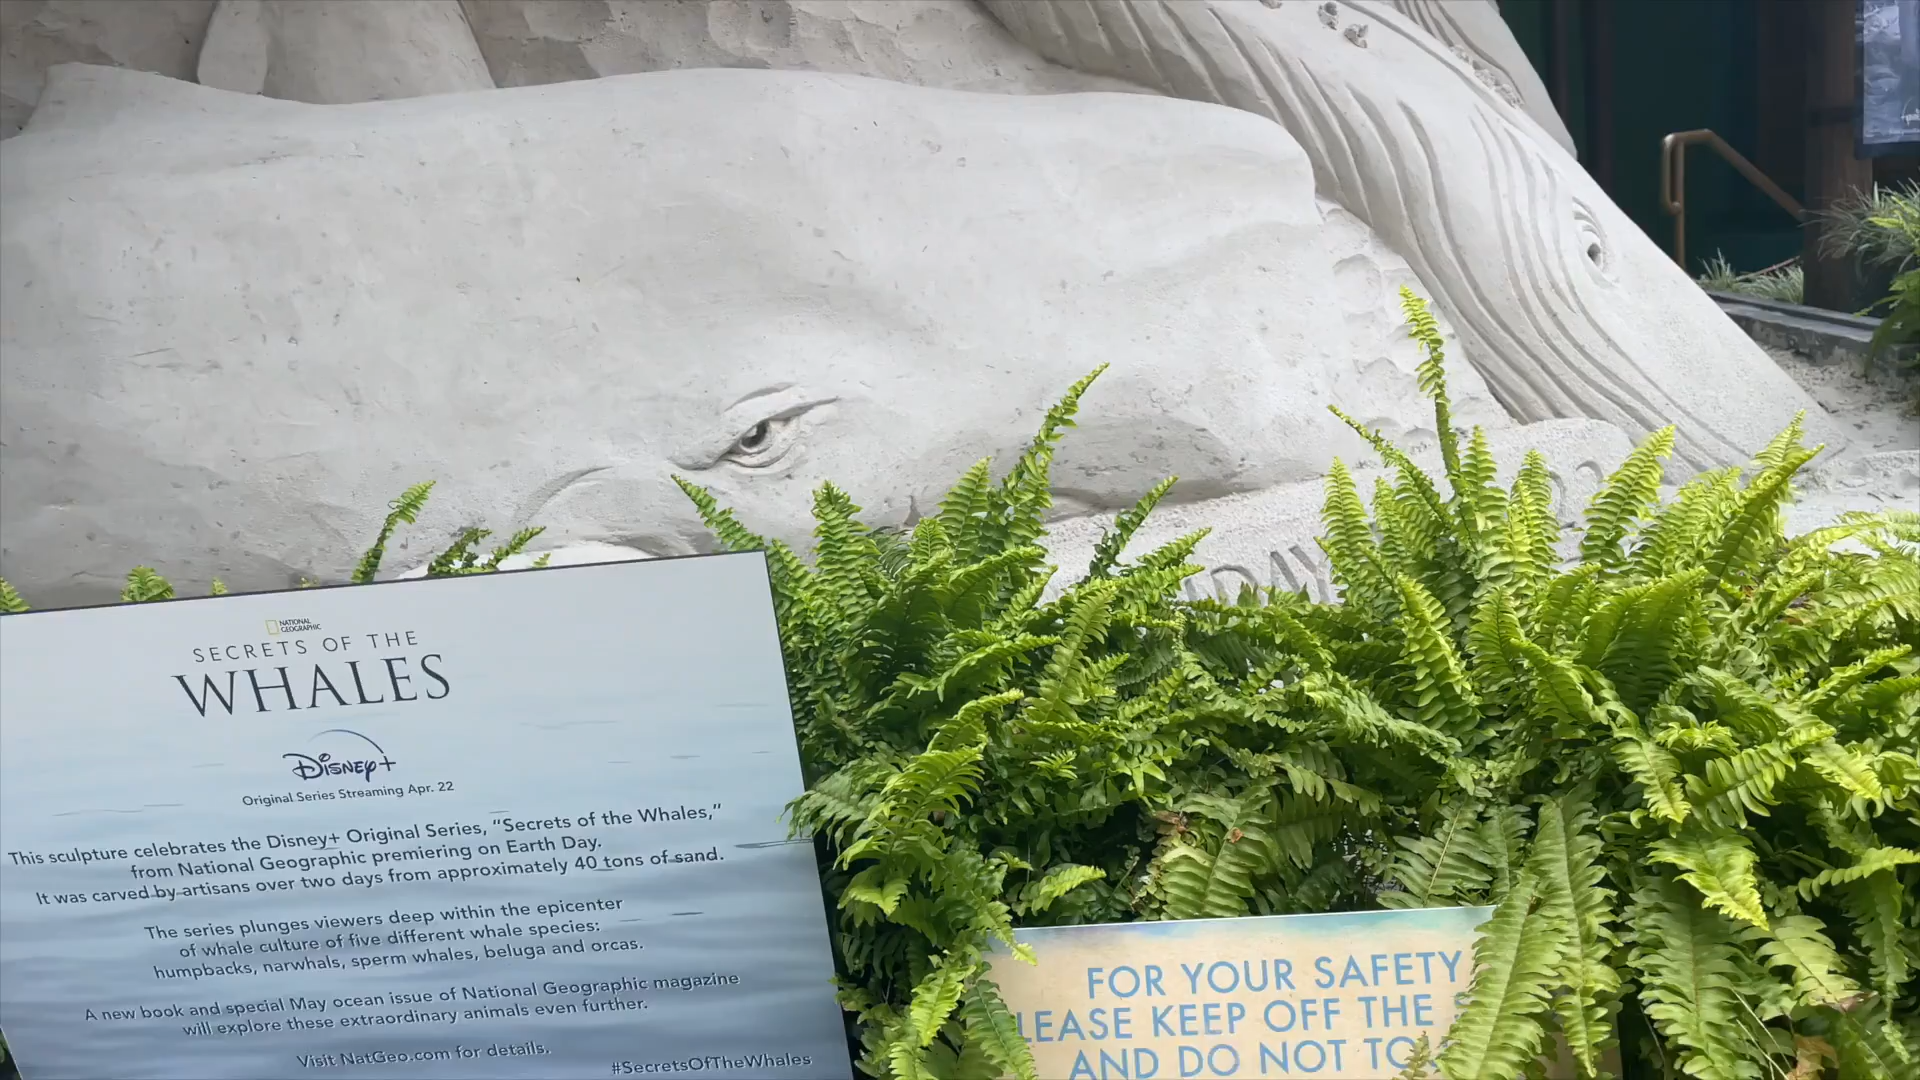 NATIONAL
GEOGRAPHIC
SECRETS OF THE
WHALES
Disney+
Original Series Streaming Apr. 22
This sculpture celebrates the Disney+ Original Series, “Secrets of the Whales,”
from National Geographic premiering on Earth Day.
It was carved by artisans over two days from approximately 40 tons of sand.
The series plunges viewers deep within the epicenter
of whale culture of five different whale species:
humpbacks, narwhals, sperm whales, beluga and orcas.
A new book and special May ocean issue of National Geographic magazine
will explore these extraordinary animals even further.
Visit NatGeo.com for details.
#SecretsOfTheWhales
DAY
FOR YOUR SAFETY
LEASE KEEP OFF THE
AND DO NOT